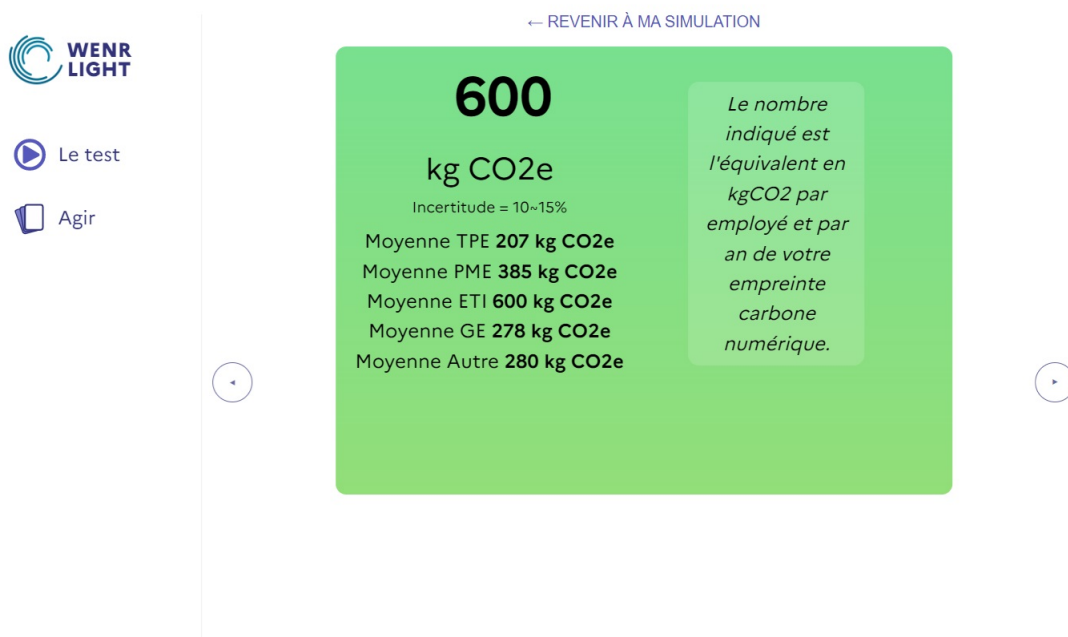 ← REVENIR À MA SIMULATION
WENR
LIGHT
Le test
Agir
600
kg CO2e
Incertitude = 10~15%
Moyenne TPE 207 kg CO2e
Moyenne PME 385 kg CO2e
Moyenne ETI 600 kg CO2e
Moyenne GE 278 kg CO2e
Moyenne Autre 280 kg CO2e
Le nombre
indiqué est
l'équivalent en
kgCO2 par
employé et par
an de votre
empreinte
carbone
numérique.